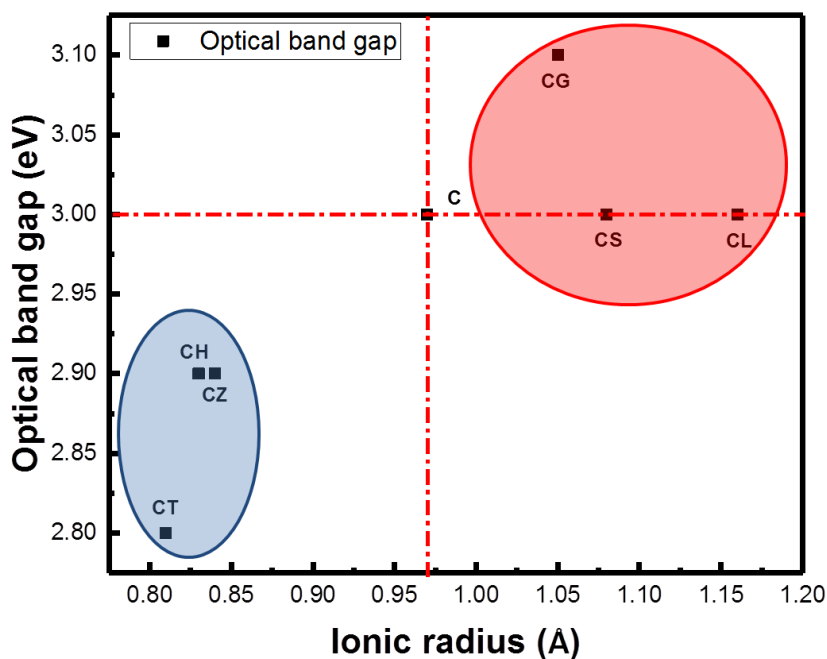 Optical band gap
3.10
3.05
3.00
2.95
2.90
2.85
2.80
Optical band gap (eV)
CG
C
CS
CL
CH
CZ
CT
0.80 0.85 0.90 0.95 1.00 1.05 1.10 1.15 1.20
Ionic radius (Å)